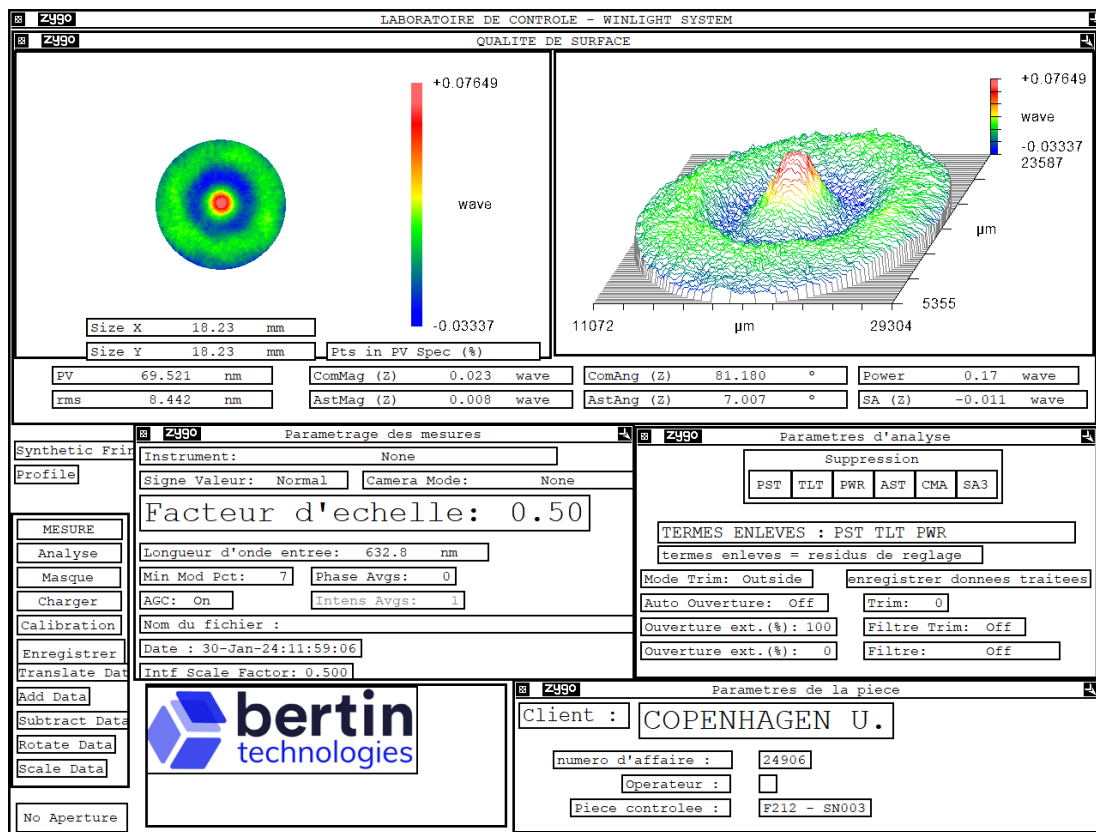 zygo LABORATOIRE DE CONTROLE - WINLIGHT SYSTEM
zygo QUALITE DE SURFACE
+0.07649
wave
-0.03337
Size X 18.23 mm
Size Y 18.23 mm
Pts in PV Spec (%)
+0.07649
wave
-0.03337
23587
µm
5355
11072 µm 29304
PV 69.521 nm
ComMag (Z) 0.023 wave
ComAng (Z) 81.180 °
Power 0.17 wave
rms 8.442 nm
AstMag (Z) 0.008 wave
AstAng (Z) 7.007 °
SA (Z) -0.011 wave
Synthetic Frin
Profile
MESURE
Analyse
Masque
Charger
Calibration
Enregistrer
Translate Dat
Add Data
Subtract Data
Rotate Data
Scale Data
No Aperture
zygo Parametrage des mesures
Instrument: None
Signe Valeur: Normal Camera Mode: None
Facteur d'echelle: 0.50
Longueur d'onde entree: 632.8 nm
Min Mod Pct: 7 Phase Avgs: 0
AGC: On Intens Avgs: 1
Nom du fichier :
Date : 30-Jan-24:11:59:06
Intf Scale Factor: 0.500
zygo Parametres d'analyse
Suppression
PST TLT PWR AST CMA SA3
TERMES ENLEVES : PST TLT PWR
termes enleves = residus de reglage
Mode Trim: Outside enregistrer donnees traitees
Auto Ouverture: Off Trim: 0
Ouverture ext.(%): 100 Filtre Trim: Off
Ouverture ext.(%): 0 Filtre: Off
bertin
technologies
zygo Parametres de la piece
Client : COPENHAGEN U.
numero d'affaire : 24906
Operateur :
Pièce controlee : F212 - SN003